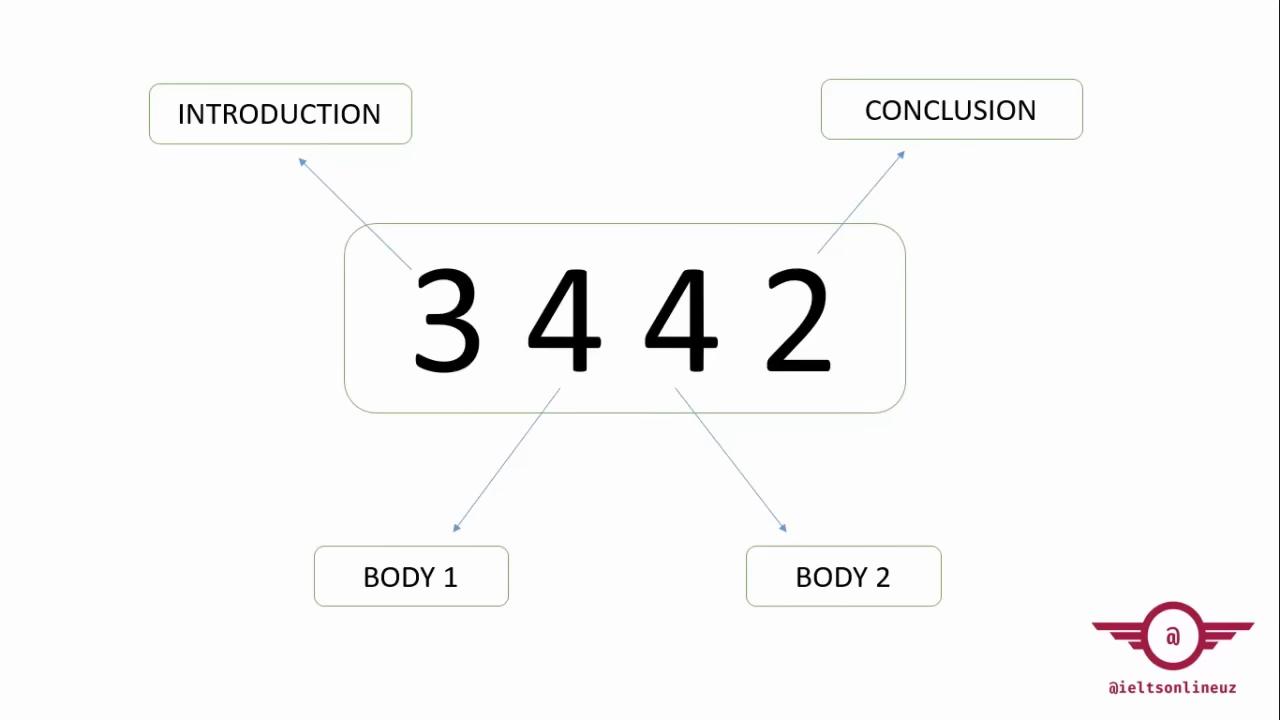 INTRODUCTION
CONCLUSION
3 4 4 2
BODY 1
BODY 2
@
@ieltsonlineuz